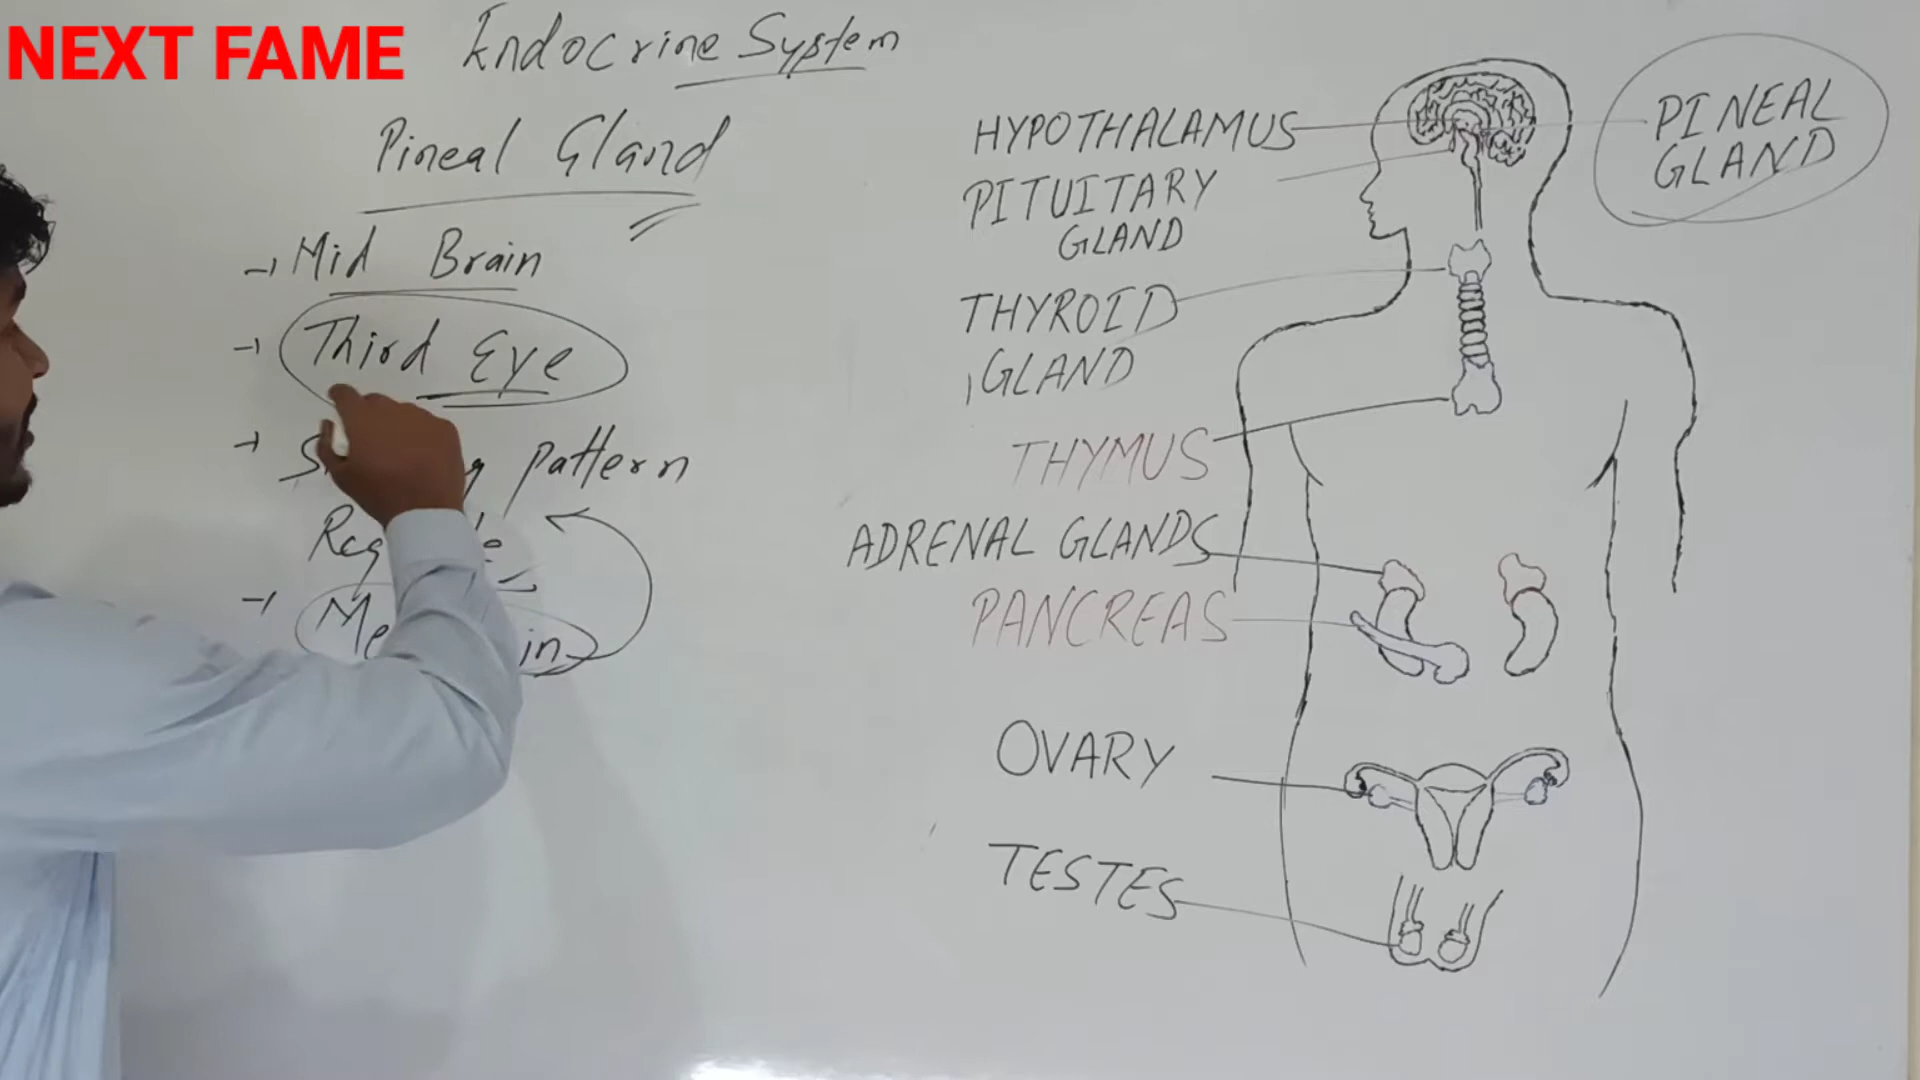 NEXT FAME
Endocrine System
Pineal Gland
Mid Brain
Third Eye
pattern
HYPOTHALAMUS
PITUITARY
GLAND
THYROID
GLAND
THYMUS
ADRENAL GLANDS
PANCREAS
OVARY
TESTES
PINEAL
GLAND